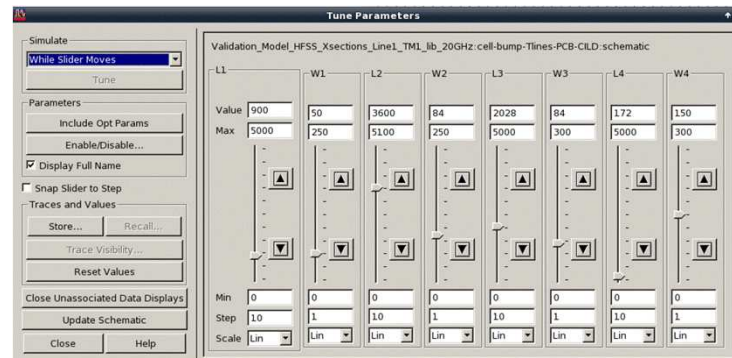 Tune Parameters
Simulate
While Slider Moves
Tune
Parameters
Include Opt Params
Enable/Disable...
Display Full Name
Snap Slider to Step
Traces and Values
Store... Recall...
Trace Visibility...
Reset Values
Close Unassociated Data Displays
Update Schematic
Close Help
Validation_Model_HFSS_Xsections_Line1_TM1_lib_20GHz:cell-bump-Tlines-PCB-CILD:schematic
L1 W1 L2 W2 L3 W3 L4 W4
Value 900 50 3600 84 2028 84 172 150
Max 5000 250 5100 250 5000 300 5000 300
Min 0 0 0 0 0 0 0 0
Step 10 1 10 1 10 1 10 1
Scale Lin Lin Lin Lin Lin Lin Lin Lin